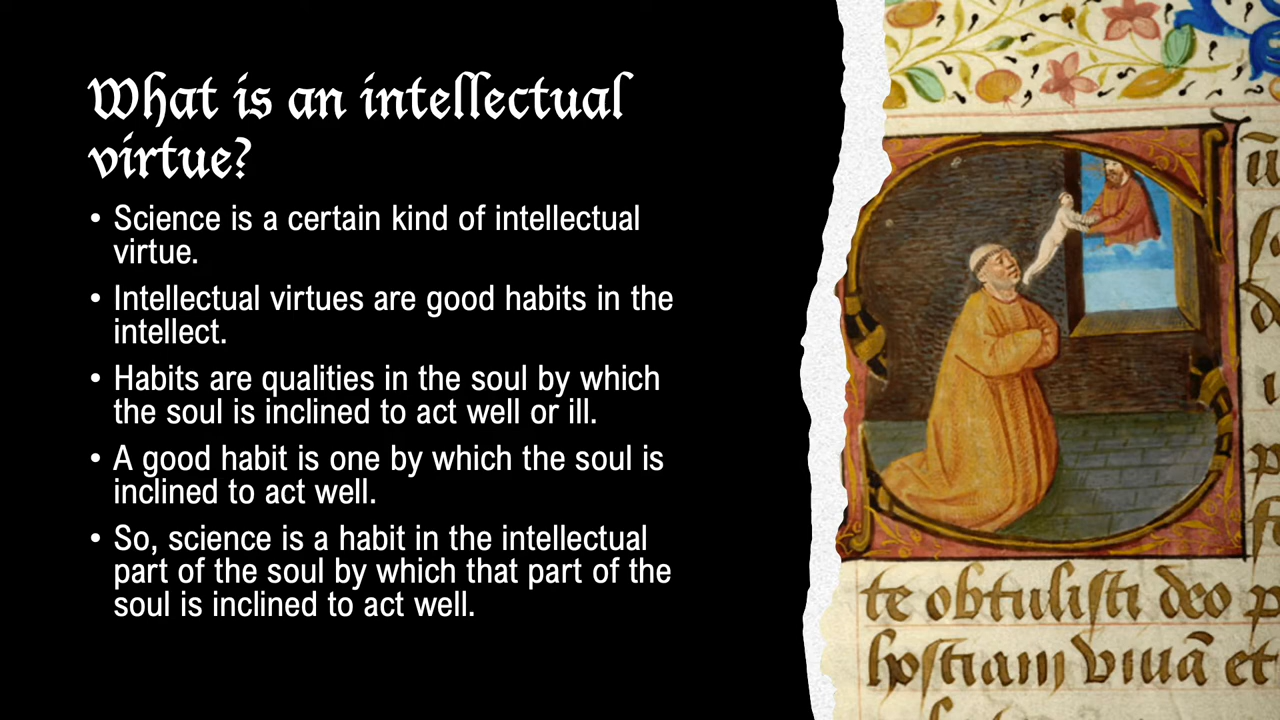 What is an intellectual
virtue?
• Science is a certain kind of intellectual
virtue.
• Intellectual virtues are good habits in the
intellect.
• Habits are qualities in the soul by which
the soul is inclined to act well or ill.
• A good habit is one by which the soul is
inclined to act well.
• So, science is a habit in the intellectual
part of the soul by which that part of the
soul is inclined to act well.
te obtulisti deo p
hostiam viuā et